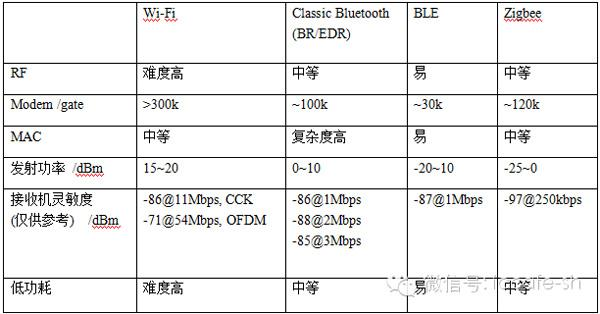 Wi-Fi Classic Bluetooth BLE Zigbee
(BR/EDR)
RF 难度高 中等 易 中等
Modem /gate >300k ~100k ~30k ~120k
MAC 中等 复杂度高 易 中等
发射功率 /dBm 15~20 0~10 -20~10 -25~0
接收机灵敏度 -86@11Mbps, CCK -86@1Mbps -87@1Mbps -97@250kbps
(仅供参考) /dBm -71@54Mbps, OFDM -88@2Mbps
-85@3Mbps
低功耗 难度高 中等 易 中等
微信号: